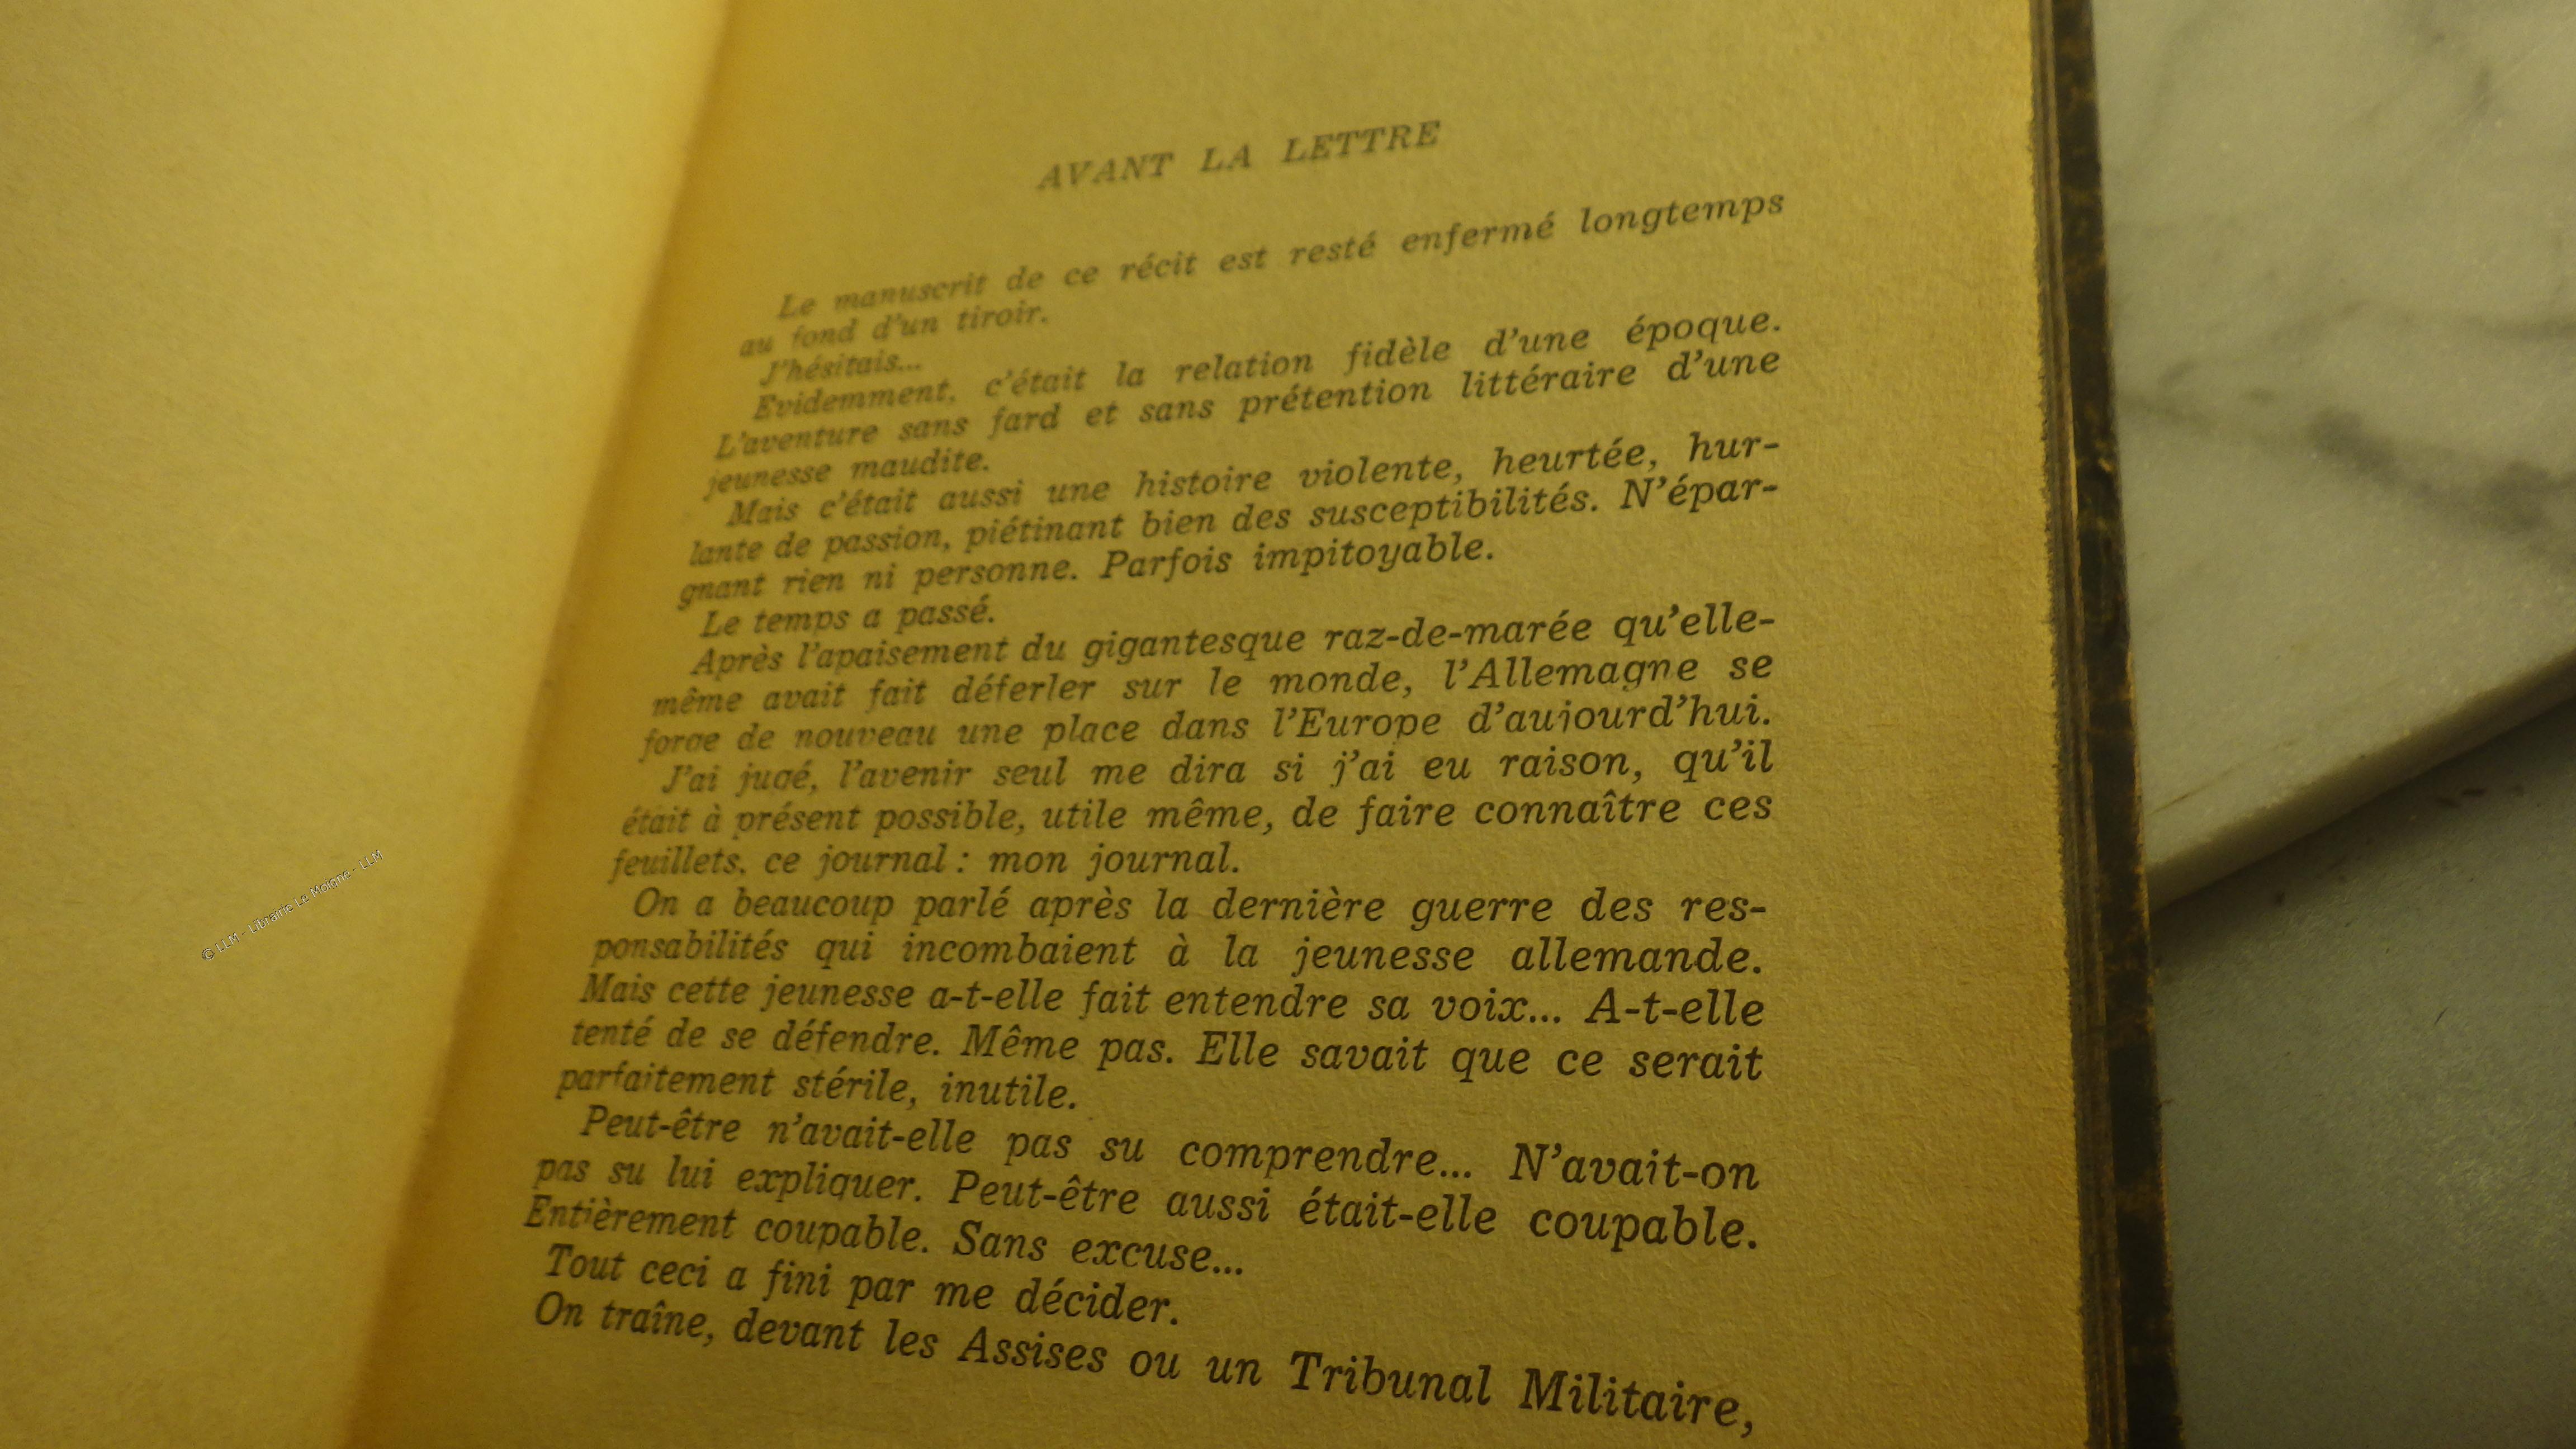 AVANT LA LETTRE
Le manuscrit de ce récit est resté enfermé longtemps
au fond d'un tiroir.
J'hésitais...
Evidemment, c'était la relation fidèle d'une époque.
L'aventure sans fard et sans prétention littéraire d'une
jeunesse maudite.
Mais c'était aussi une histoire violente, heurtée, hur-
lante de passion, piétinant bien des susceptibilités. N'épar-
gnant rien ni personne. Parfois impitoyable.
Le temps a passé.
Après l'apaisement du gigantesque raz-de-marée qu'elle-
même avait fait déferler sur le monde, l'Allemagne se
forge de nouveau une place dans l'Europe d'aujourd'hui.
J'ai jugé, l'avenir seul me dira si j'ai eu raison, qu'il
était à présent possible, utile même, de faire connaître ces
feuillets, ce journal : mon journal.
On a beaucoup parlé après la dernière guerre des res-
ponsabilités qui incombaient à la jeunesse allemande.
Mais cette jeunesse a-t-elle fait entendre sa voix... A-t-elle
tenté de se défendre. Même pas. Elle savait que ce serait
parfaitement stérile, inutile.
Peut-être n'avait-elle pas su comprendre... N'avait-on
pas su lui expliquer. Peut-être aussi était-elle coupable.
Entièrement coupable. Sans excuse...
Tout ceci a fini par me décider.
On traîne, devant les Assises ou un Tribunal Militaire,
© LLM - Librairie Le Moigne - LLM